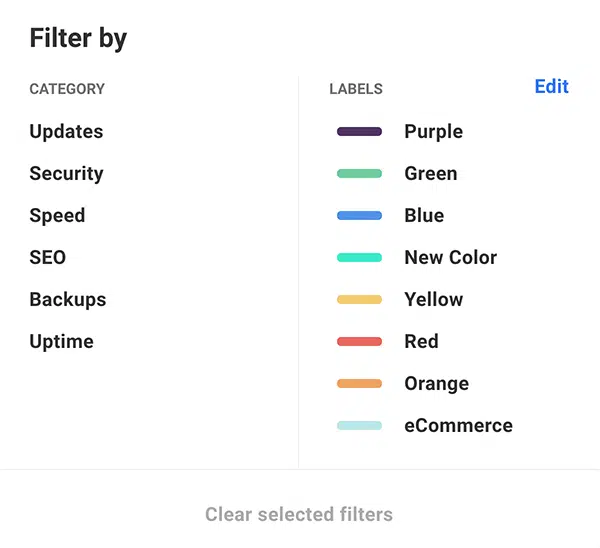 Filter by
CATEGORY
Updates
Security
Speed
SEO
Backups
Uptime
LABELS
Edit
Purple
Green
Blue
New Color
Yellow
Red
Orange
eCommerce
Clear selected filters